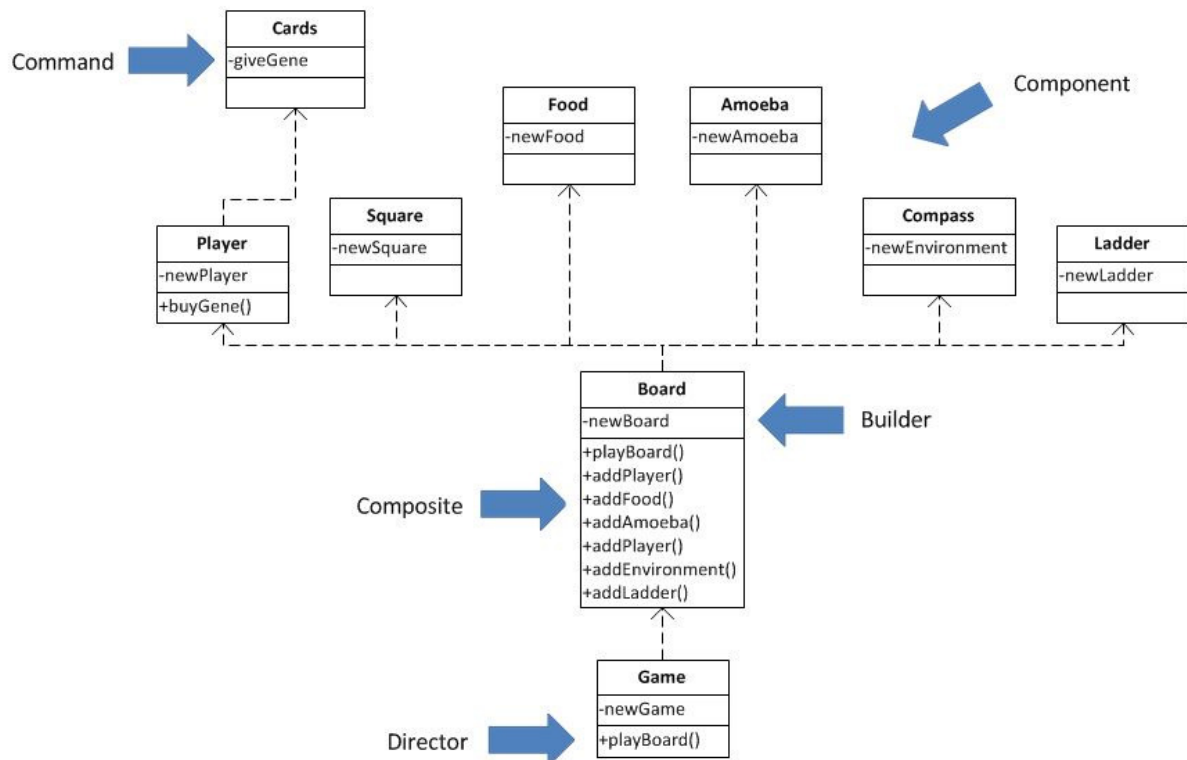 Cards
-giveGene
Command
Component
Food
-newFood
Amoeba
-newAmoeba
Player
-newPlayer
+buyGene()
Square
-newSquare
Compass
-newEnvironment
Ladder
-newLadder
Board
-newBoard
+playBoard()
+addPlayer()
+addFood()
+addAmoeba()
+addPlayer()
+addEnvironment()
+addLadder()
Builder
Composite
Game
-newGame
+playBoard()
Director